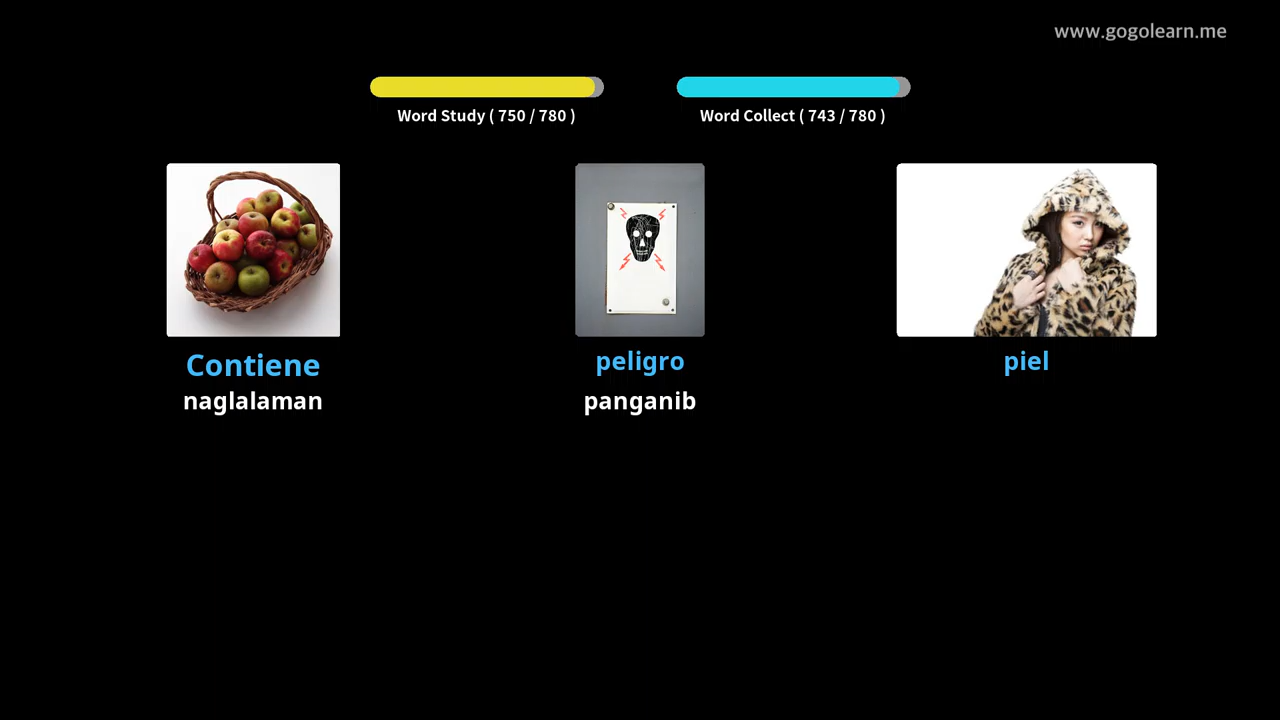 www.gogolearn.me
Word Study ( 750 / 780 )
Word Collect ( 743 / 780 )
Contiene
peligro
piel
naglalaman
panganib